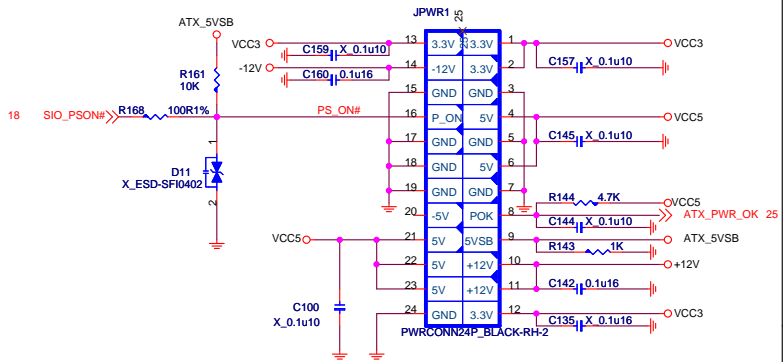 JPWR1
25
25
ATX_5VSB
VCC3
C159
X_0.1u10
13
3.3V
3.3V
1
VCC3
-12V
C160
0.1u16
14
-12V
3.3V
2
C157
X_0.1u10
R161
10K
15
GND
GND
3
18
SIO_PSON#
R168
100R1%
PS_ON#
16
P_ON
5V
4
VCC5
17
GND
GND
5
C145
X_0.1u10
1
D11
X_ESD-SFI0402
2
18
GND
5V
6
19
GND
GND
7
R144
4.7K
VCC5
20
-5V
POK
8
ATX_PWR_OK
25
C144
X_0.1u10
VCC5
21
5V
5VSB
9
ATX_5VSB
R143
1K
22
5V
+12V
10
+12V
23
5V
+12V
11
C142
0.1u16
C100
X_0.1u10
24
GND
3.3V
12
VCC3
C135
X_0.1u16
PWRCONN24P_BLACK-RH-2